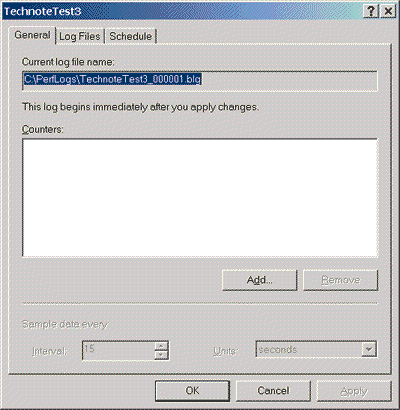 TechnoteTest3
General Log Files Schedule
Current log file name:
C:\PerfLogs\TechnoteTest3_000001.blg
This log begins immediately after you apply changes.
Counters:
Add... Remove
Sample data every
Interval: 15 Units: seconds
OK Cancel Apply